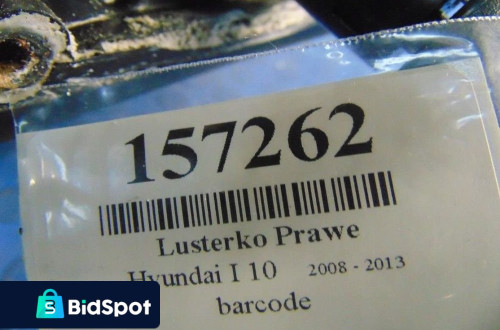 157262
Lusterko Prawe
Hyundai I 10 2008 - 2013
barcode
BidSpot